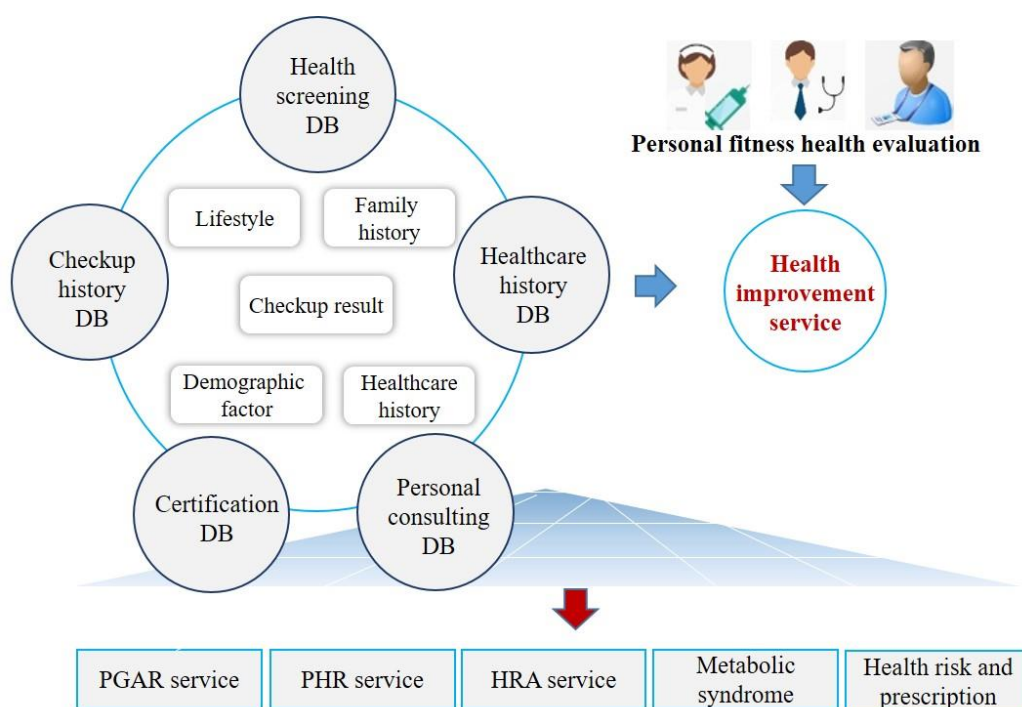 Health
screening
DB
Personal fitness health evaluation
Lifestyle
Family
history
Checkup
history
DB
Checkup result
Healthcare
history
DB
Health
improvement
service
Demographic
factor
Healthcare
history
Certification
DB
Personal
consulting
DB
PGAR service
PHR service
HRA service
Metabolic
syndrome
Health risk and
prescription